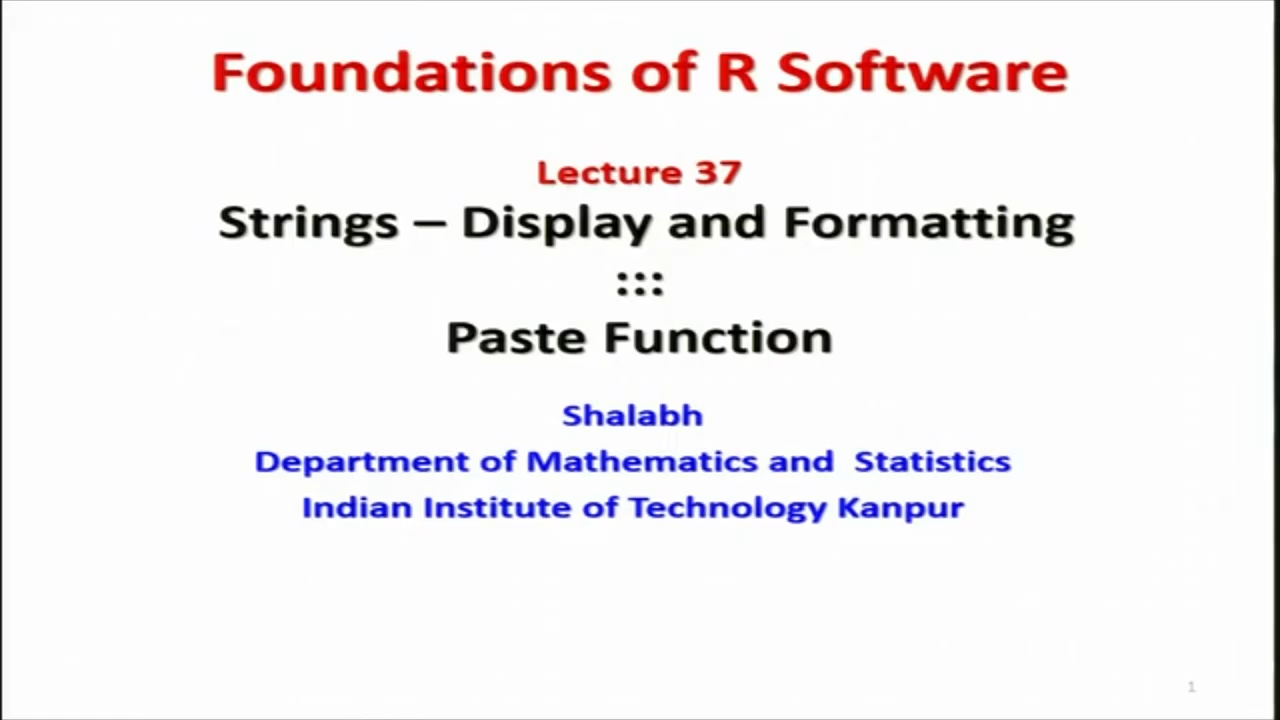 Foundations of R Software
Lecture 37
Strings – Display and Formatting
:::
Paste Function
Shalabh
Department of Mathematics and Statistics
Indian Institute of Technology Kanpur
1